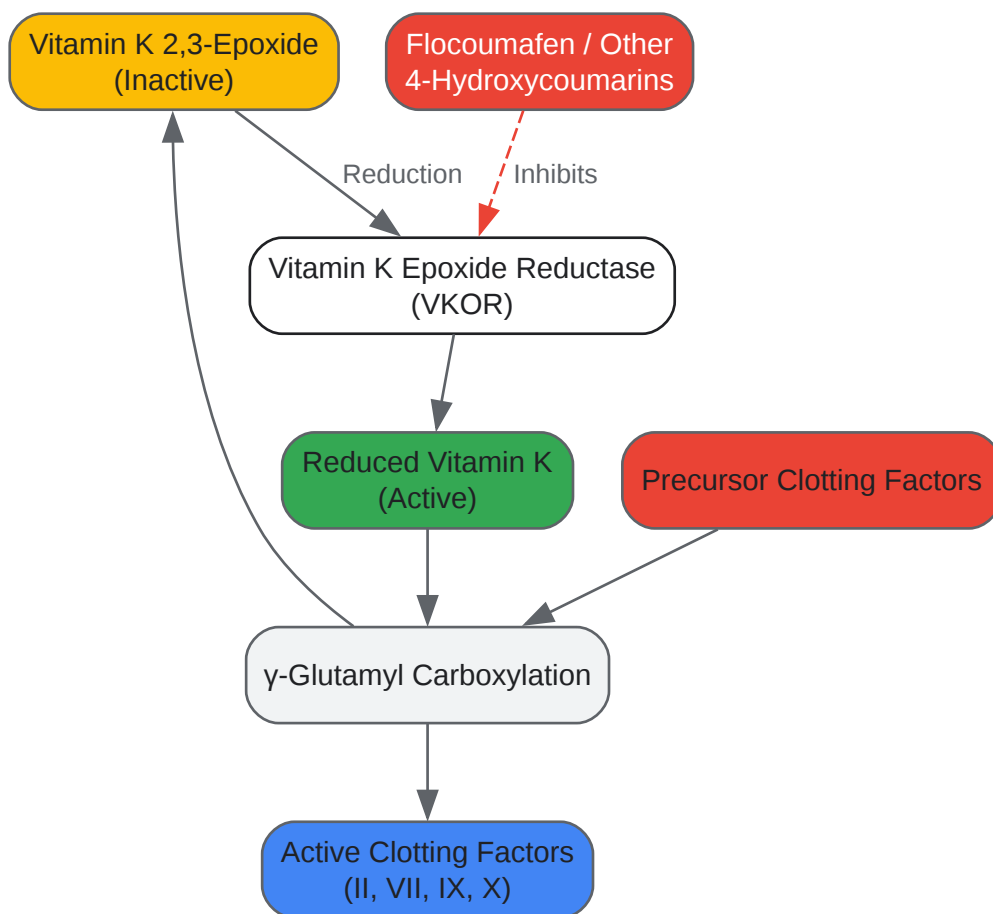 Vitamin K 2,3-Epoxide
(Inactive)
Flocoumafen / Other
4-Hydroxycoumarins
Reduction
Inhibits
Vitamin K Epoxide Reductase
(VKOR)
Reduced Vitamin K
(Active)
Precursor Clotting Factors
γ-Glutamyl Carboxylation
Active Clotting Factors
(II, VII, IX, X)